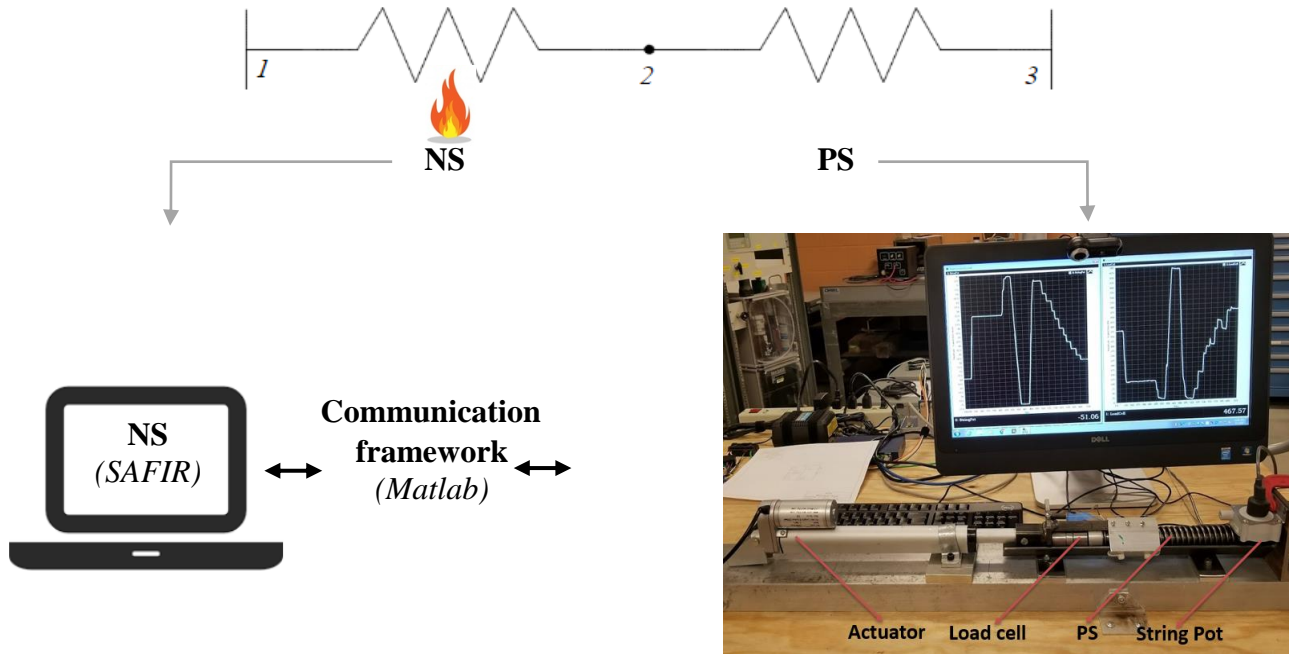 1
2
3
NS
PS
NS
(SAFIR)
Communication
framework
(Matlab)
-51.06
467.57
DELL
Actuator
Load cell
PS
String Pot